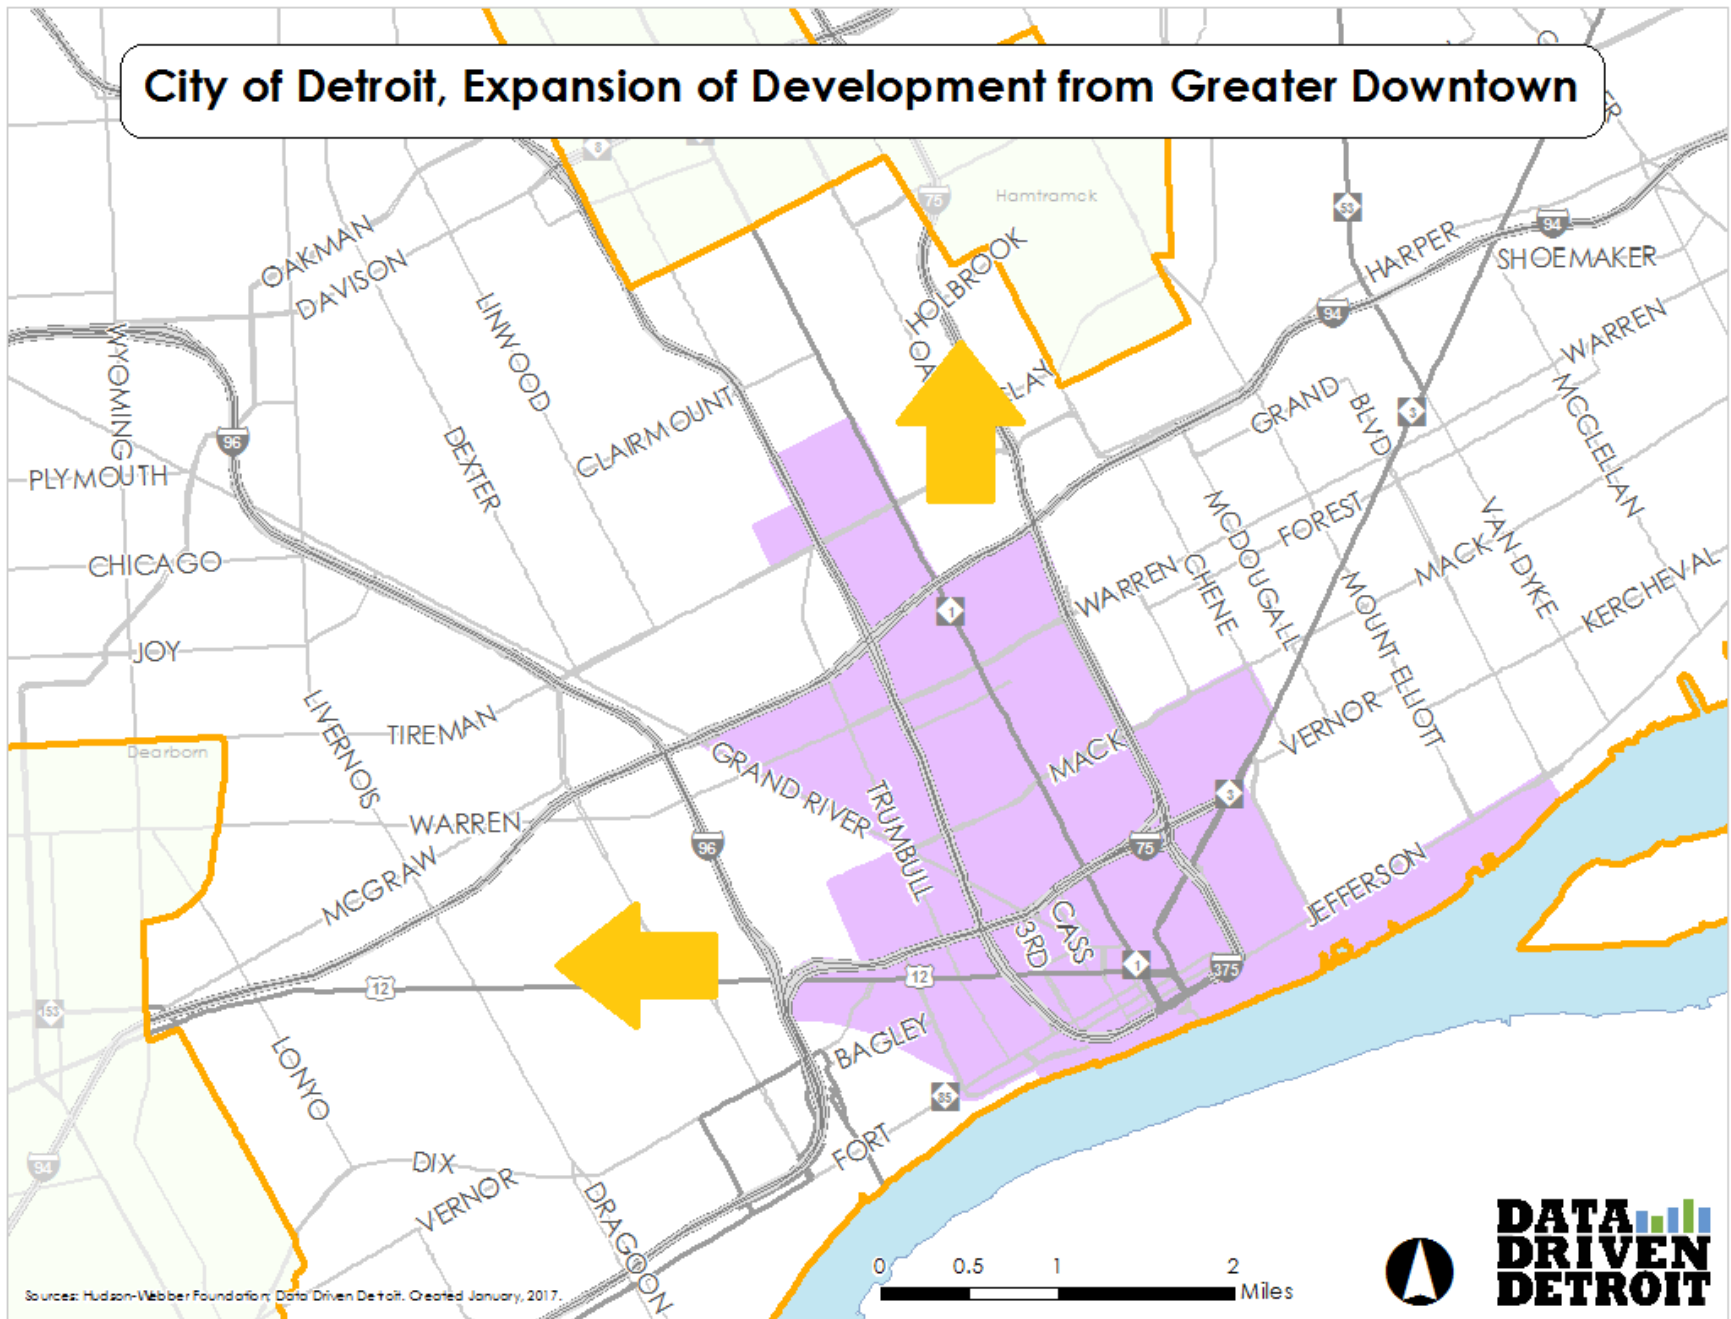 City of Detroit, Expansion of Development from Greater Downtown
8
75
Hamtramck
53
94
HARPER
SHOEMAKER
OAKMAN
DAVISON
HOLBROOK
94
WARREN
LINWOOD
WYOMING
CLAY
GRAND
BLVD
3
MCCLELLAN
CLAIRMOUNT
96
DEXTER
PLYMOUTH
MCDOUGALL
FOREST
VAN DYKE
MACK
CHICAGO
WARREN
CHENE
MOUNT ELLIOTT
KERCHEVAL
1
JOY
LIVERNOIS
TIREMAN
VERNOR
Dearborn
MACK
GRAND RIVER
TRUMBULL
3
WARREN
96
75
MCGRAW
JEFFERSON
CASS
3RD
1
375
12
12
153
BAGLEY
LONYO
85
FORT
94
DIX
VERNOR
DRAGOON
0 0.5 1 2
Miles
DATA
DRIVEN
DETROIT
Sources: Hudson-Webber Foundation; Data Driven Detroit. Created January, 2017.